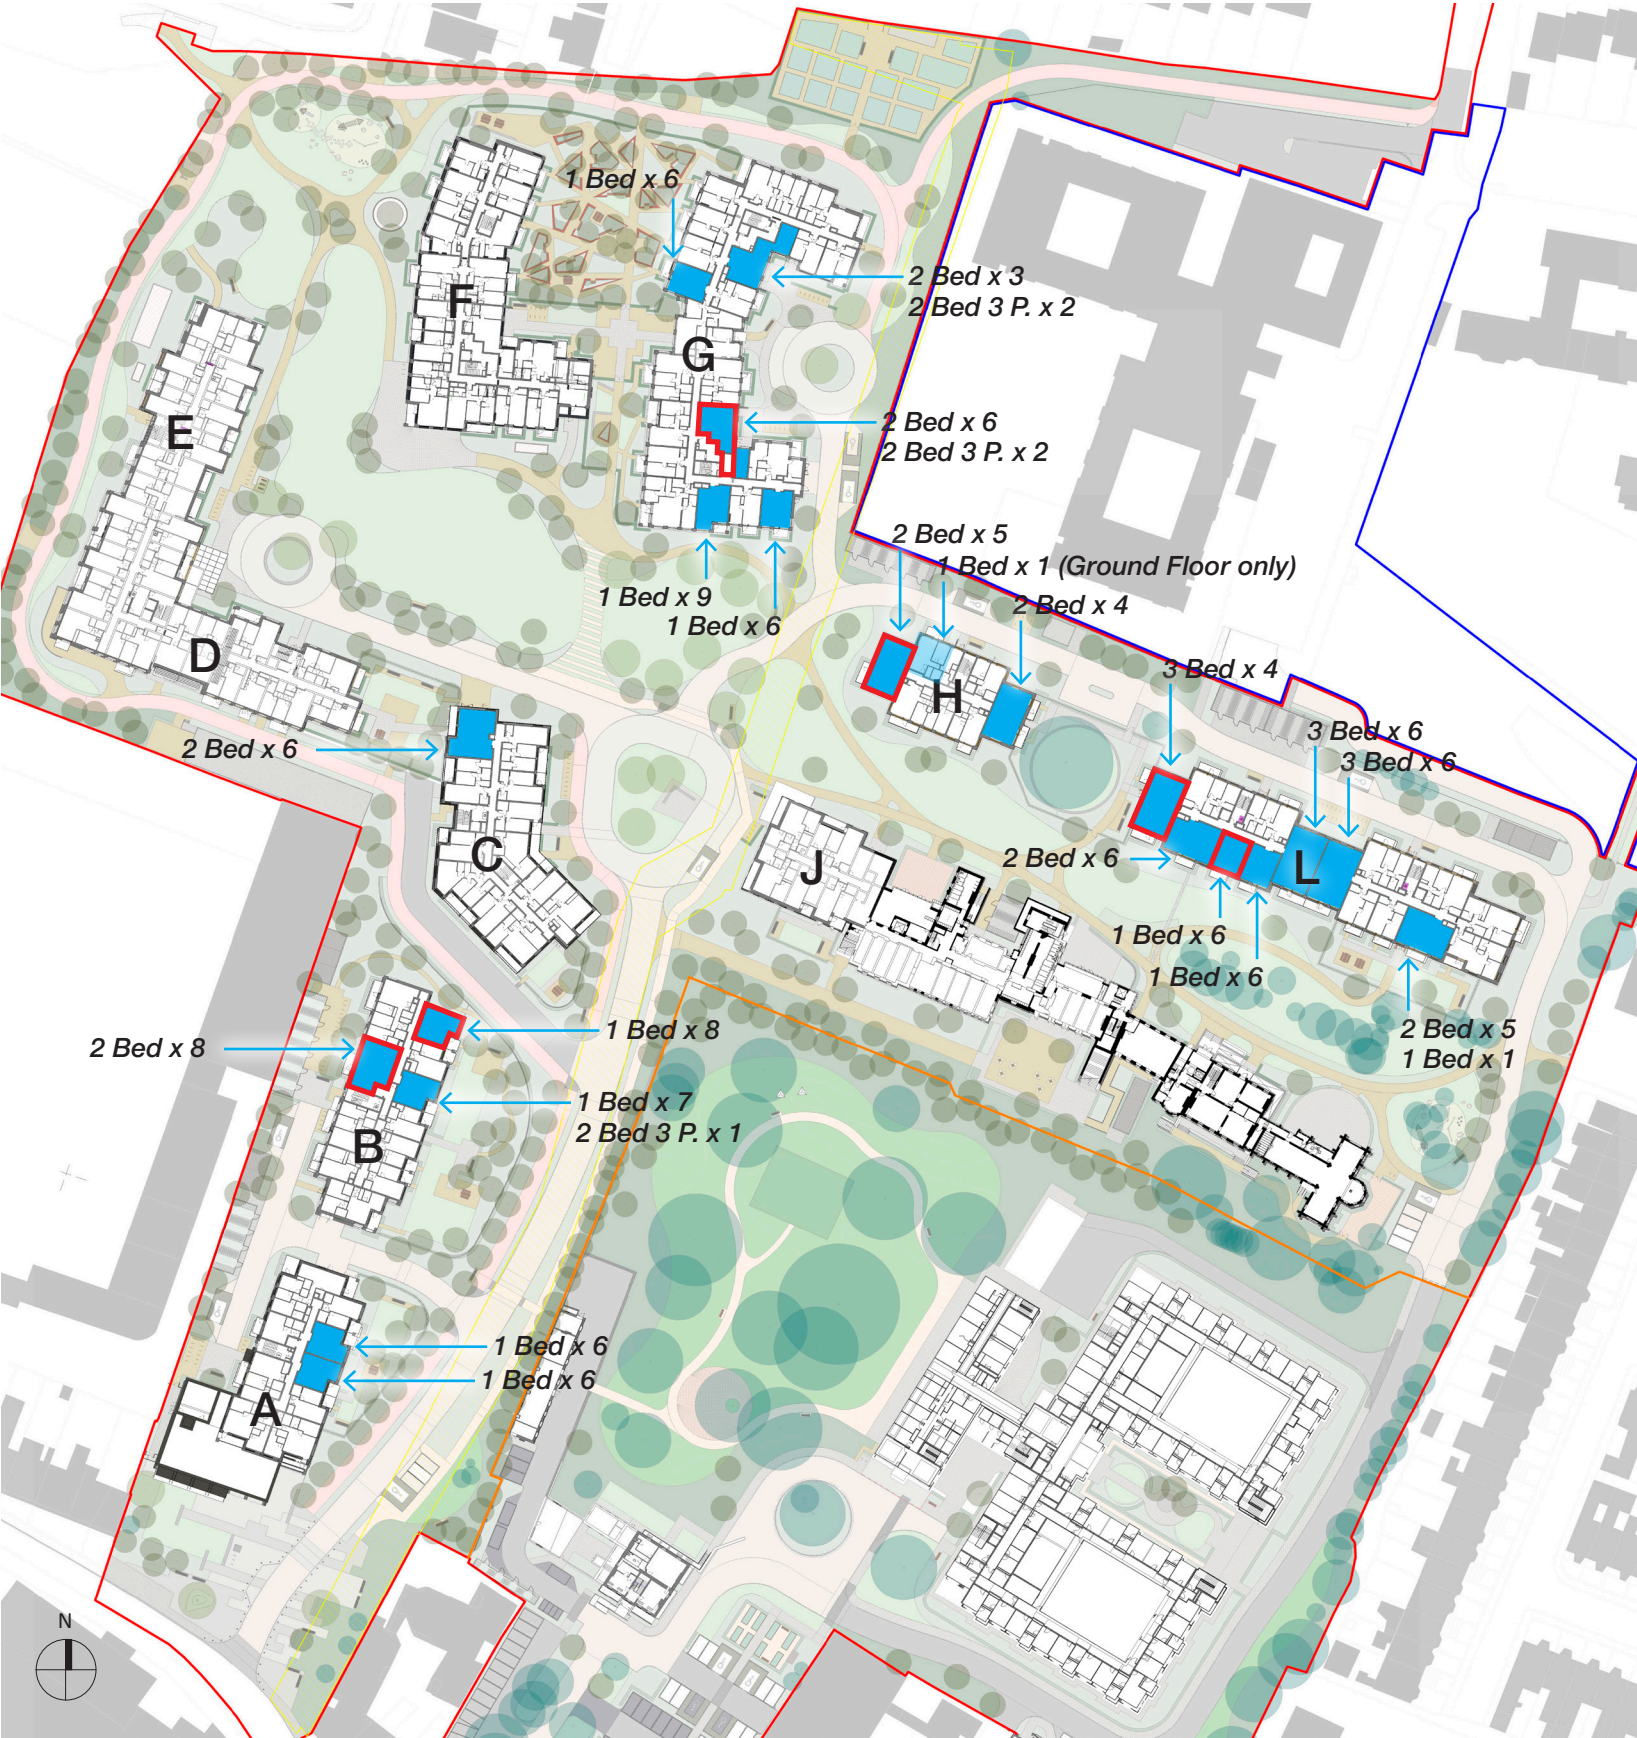 1 Bed x 6
2 Bed x 3
2 Bed 3 P. x 2
F
G
2 Bed x 6
2 Bed 3 P. x 2
E
2 Bed x 5
1 Bed x 1 (Ground Floor only)
1 Bed x 9
2 Bed x 4
1 Bed x 6
D
H
3 Bed x 4
2 Bed x 6
3 Bed x 6
3 Bed x 6
C
J
2 Bed x 6
L
1 Bed x 6
1 Bed x 6
2 Bed x 8
1 Bed x 8
2 Bed x 5
1 Bed x 1
1 Bed x 7
2 Bed 3 P. x 1
B
1 Bed x 6
1 Bed x 6
A
N